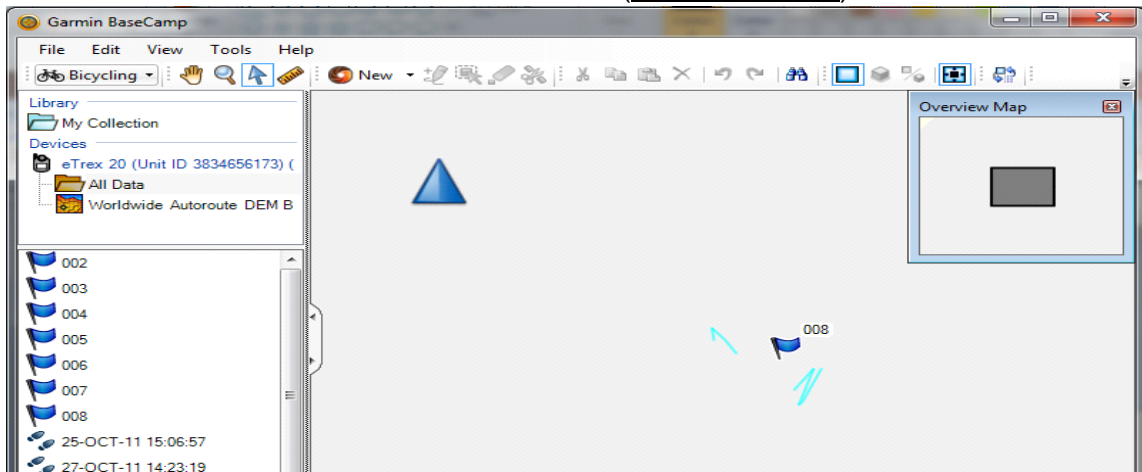 Garmin BaseCamp
File Edit View Tools Help
Bicycling New
Library
My Collection
Devices
eTrex 20 (Unit ID 3834656173) (
All Data
Worldwide Autoroute DEM B
002
003
004
005
006
007
008
25-OCT-11 15:06:57
27-OCT-11 14:23:19
008
Overview Map